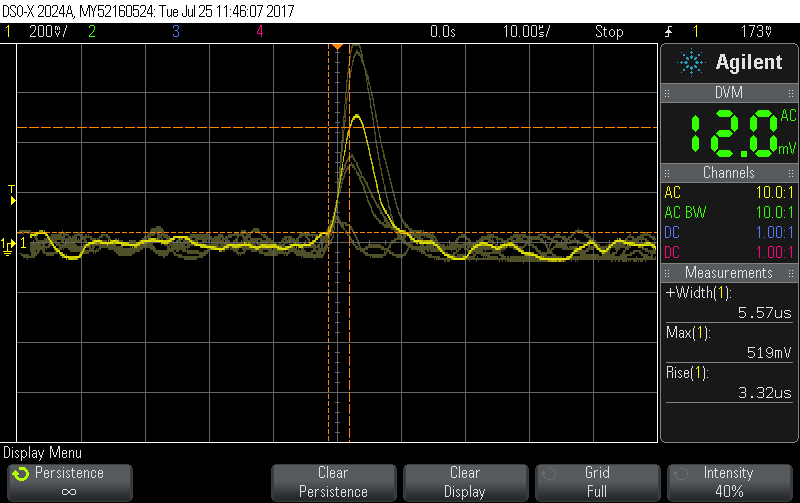 DSO-X 2024A, MY52160524: Tue Jul 25 11:46:07 2017
1 200mV/ 2 3 4 0.0s 10.00us/ Stop 1 173mV
Agilent
DVM
AC
12.0
mV
Channels
AC 10.0:1
AC BW 10.0:1
DC 1.00:1
DC 1.00:1
Measurements
+Width(1):
5.57us
Max(1):
519mV
Rise(1):
3.32us
T
1
1
Display Menu
Persistence
∞
Clear
Persistence
Clear
Display
Grid
Full
Intensity
40%